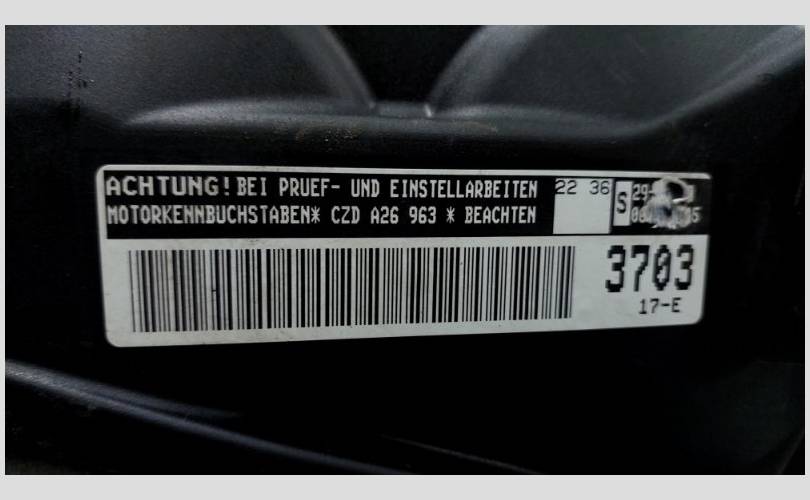 ACHTUNG! BEI PRUEF- UND EINSTELLARBEITEN
MOTORKENNBUCHSTABEN* CZD A26 963 * BEACHTEN
22 36
S
3703
17-E